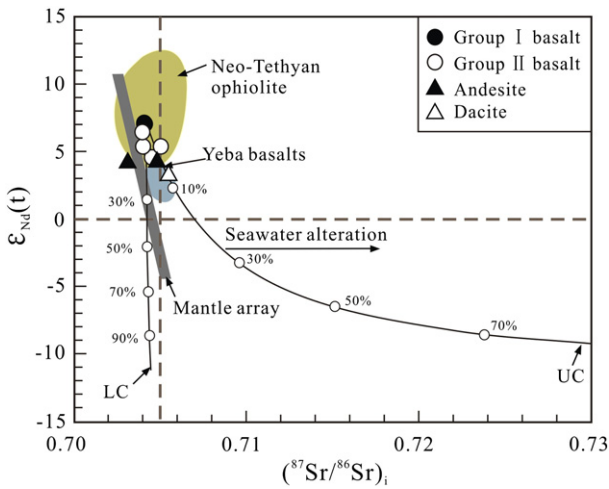 15
10
5
0
-5
-10
-15
εNd(t)
Neo-Tethyan
ophiolite
Group Ⅰ basalt
Group Ⅱ basalt
Andesite
Dacite
Yeba basalts
10%
30%
50%
70%
90%
Seawater alteration
30%
50%
70%
Mantle array
LC
UC
0.70
0.71
0.72
0.73
(87Sr/86Sr)i